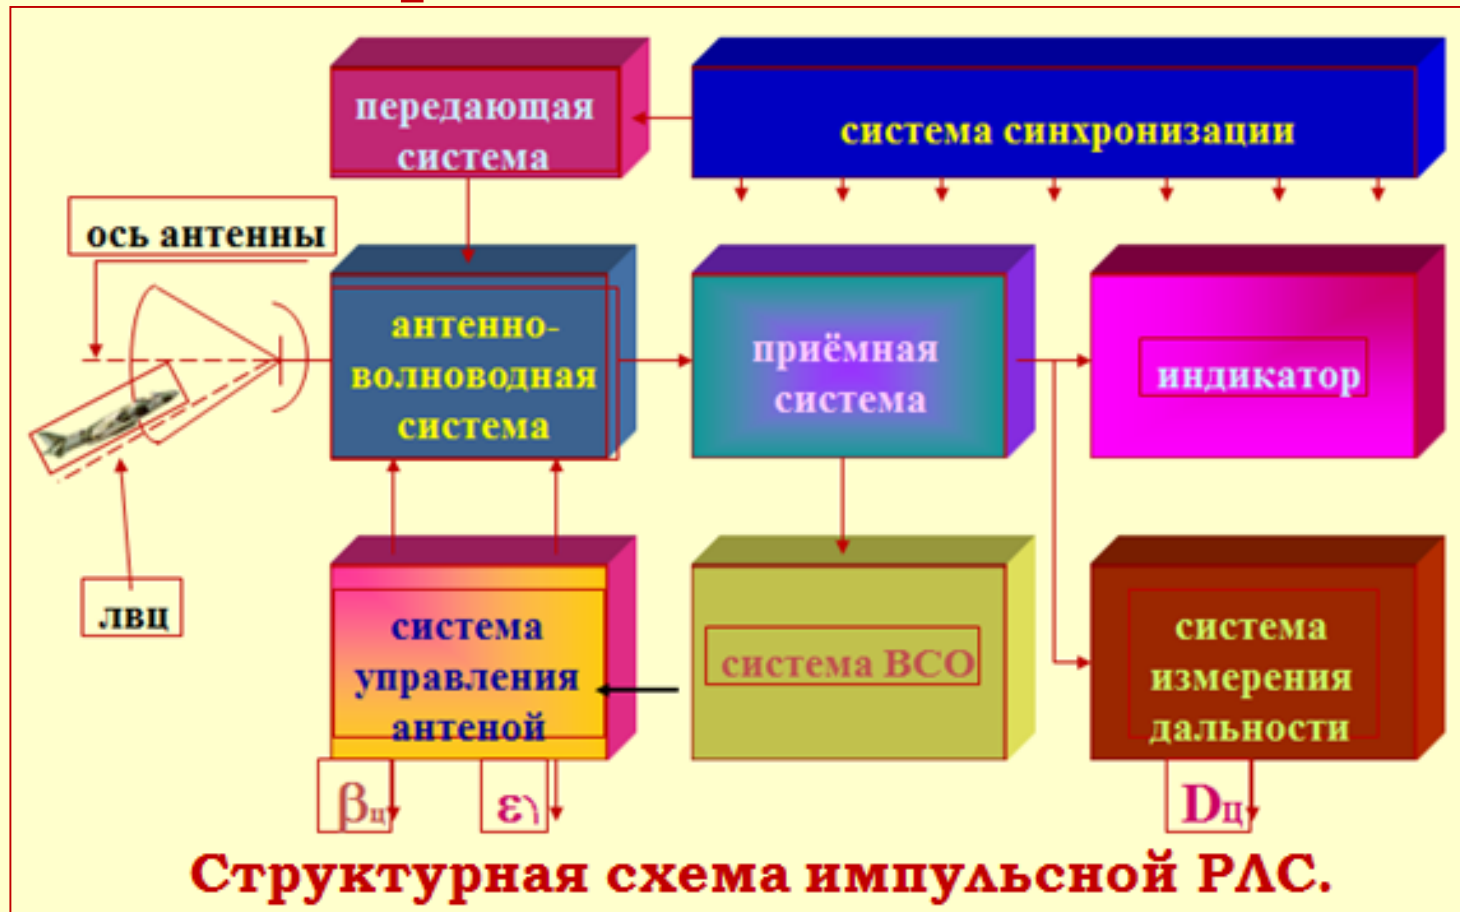 передающая
система
система синхронизации
ось антенны
антенно-
волноводная
система
приёмная
система
индикатор
лвц
система
управления
антеной
система ВСО
система
измерения
дальности
βц
ε
Dц
Структурная схема импульсной РЛС.